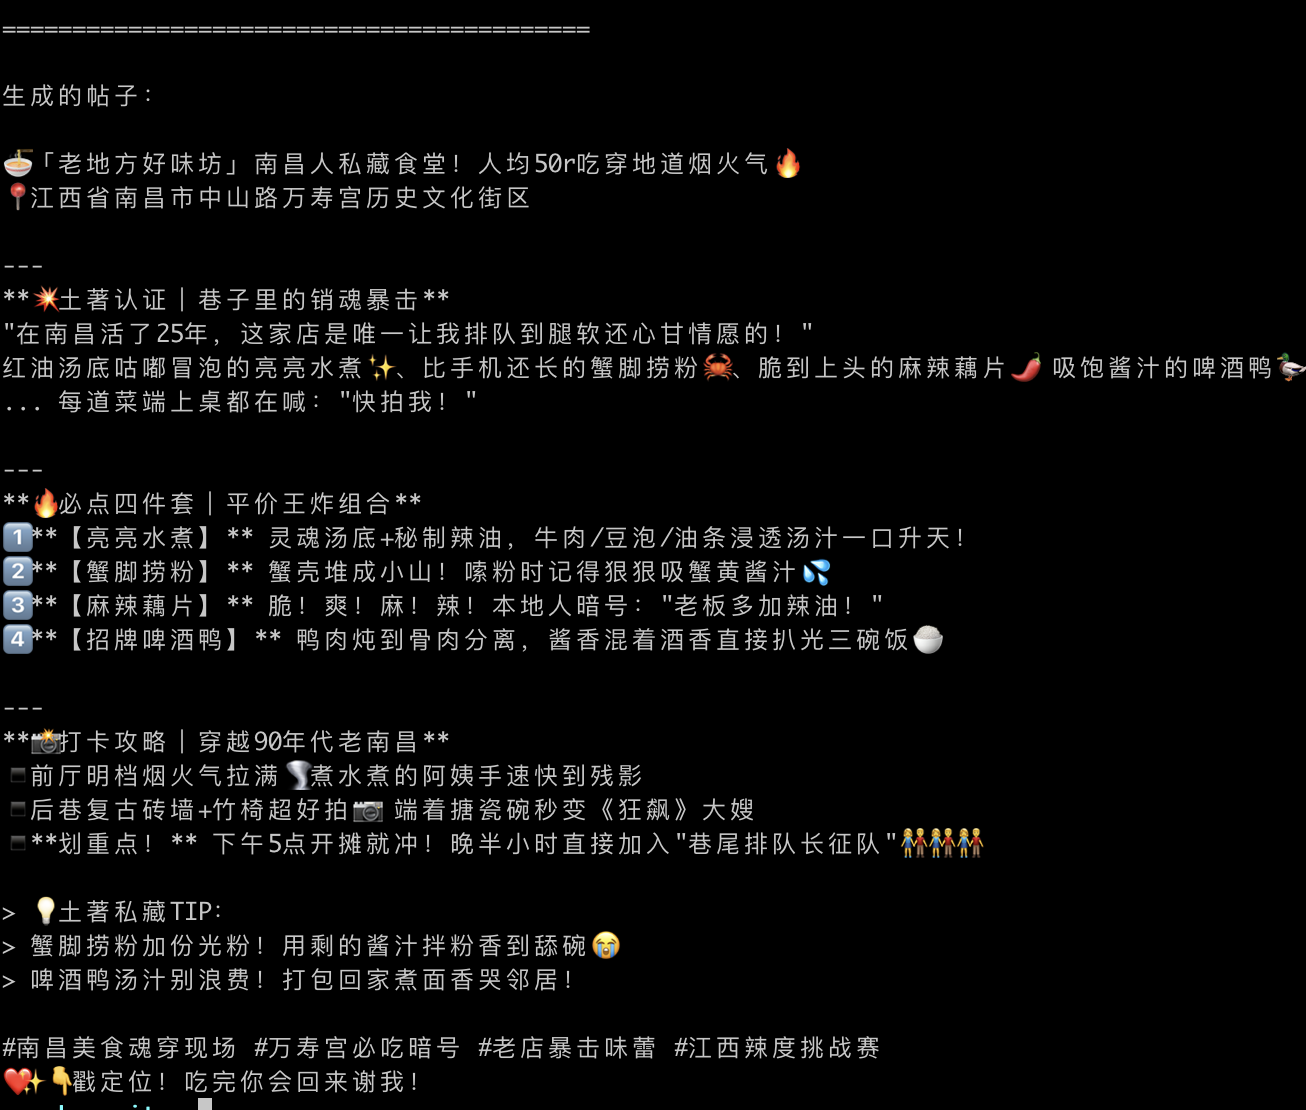 ==========================================
生成的帖子：
🍜「老地方好味坊」南昌人私藏食堂！人均50r吃穿地道烟火气🔥
📍江西省南昌市中山路万寿宫历史文化街区
---
**💥土著认证｜巷子里的销魂暴击**
"在南昌活了25年，这家店是唯一让我排队到腿软还心甘情愿的！"
红油汤底咕嘟冒泡的亮亮水煮✨、比手机还长的蟹脚捞粉🦀、脆到上头的麻辣藕片🌶️ 吸饱酱汁的啤酒鸭🦆
... 每道菜端上桌都在喊："快拍我！"
---
**🔥必点四件套｜平价王炸组合**
1️⃣**【亮亮水煮】** 灵魂汤底+秘制辣油，牛肉/豆泡/油条浸透汤汁一口升天！
2️⃣**【蟹脚捞粉】** 蟹壳堆成小山！嗦粉时记得狠狠吸蟹黄酱汁💦
3️⃣**【麻辣藕片】** 脆！爽！麻！辣！本地人暗号："老板多加辣油！"
4️⃣**【招牌啤酒鸭】** 鸭肉炖到骨肉分离，酱香混着酒香直接扒光三碗饭🍚
---
**📸打卡攻略｜穿越90年代老南昌**
▪️前厅明档烟火气拉满🌪️煮水煮的阿姨手速快到残影
▪️后巷复古砖墙+竹椅超好拍📷 端着搪瓷碗秒变《狂飙》大嫂
▪️**划重点！** 下午5点开摊就冲！晚半小时直接加入"巷尾排队长征队"👫👫👫
> 💡土著私藏TIP：
> 蟹脚捞粉加份光粉！用剩的酱汁拌粉香到舔碗😭
> 啤酒鸭汤汁别浪费！打包回家煮面香哭邻居！
#南昌美食魂穿现场 #万寿宫必吃暗号 #老店暴击味蕾 #江西辣度挑战赛
💖✨👇戳定位！吃完你会回来谢我！